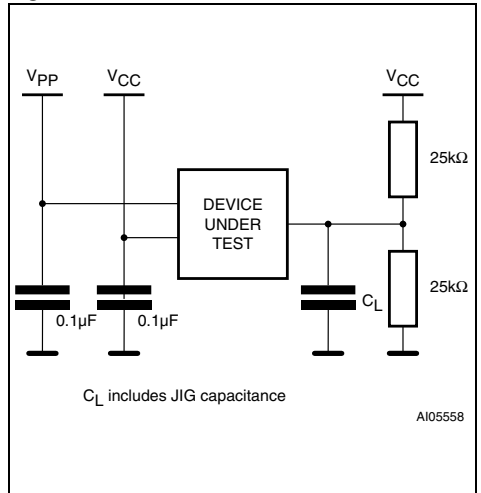 VPP
VCC
VCC
25kΩ
DEVICE
UNDER
TEST
25kΩ
CL
0.1µF
0.1µF
CL includes JIG capacitance
AI05558